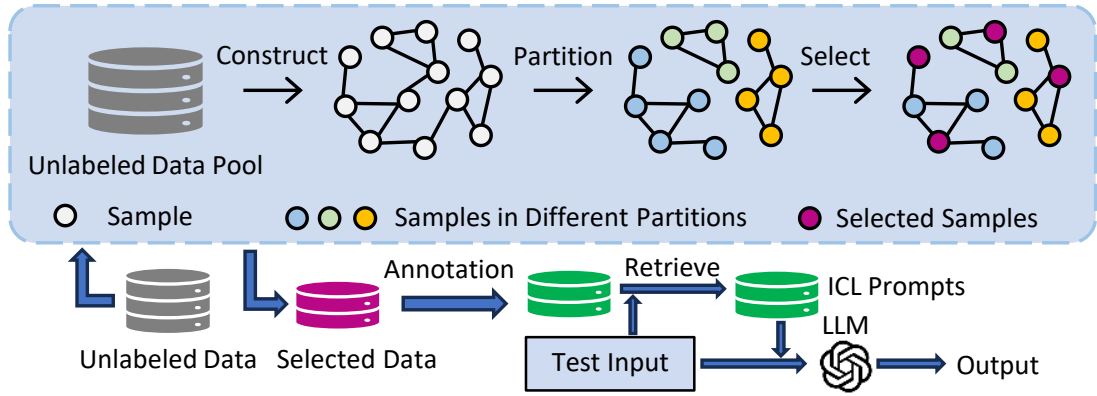 Construct
Partition
Select
Unlabeled Data Pool
Sample
Samples in Different Partitions
Selected Samples
Annotation
Retrieve
ICL Prompts
LLM
Unlabeled Data
Selected Data
Test Input
Output